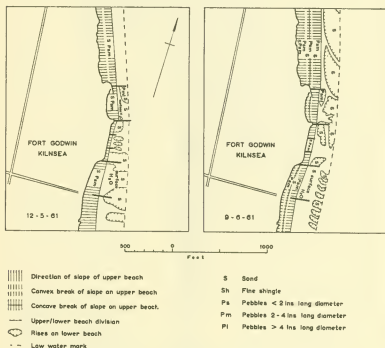 FORT GODWIN
KILNSEA
12-5-61
FORT GODWIN
KILNSEA
9-6-61
500 0 1000
Feet
Direction of slope of upper beach
Convex break of slope on upper beach
Concave break of slope on upper beach.
Upper/lower beach division
Rises on lower beach
Low water mark
S Sand
Sh Fine shingle
Ps Pebbles < 2 ins long diameter
Pm Pebbles 2-4 ins long diameter
Pl Pebbles > 4 ins long diameter